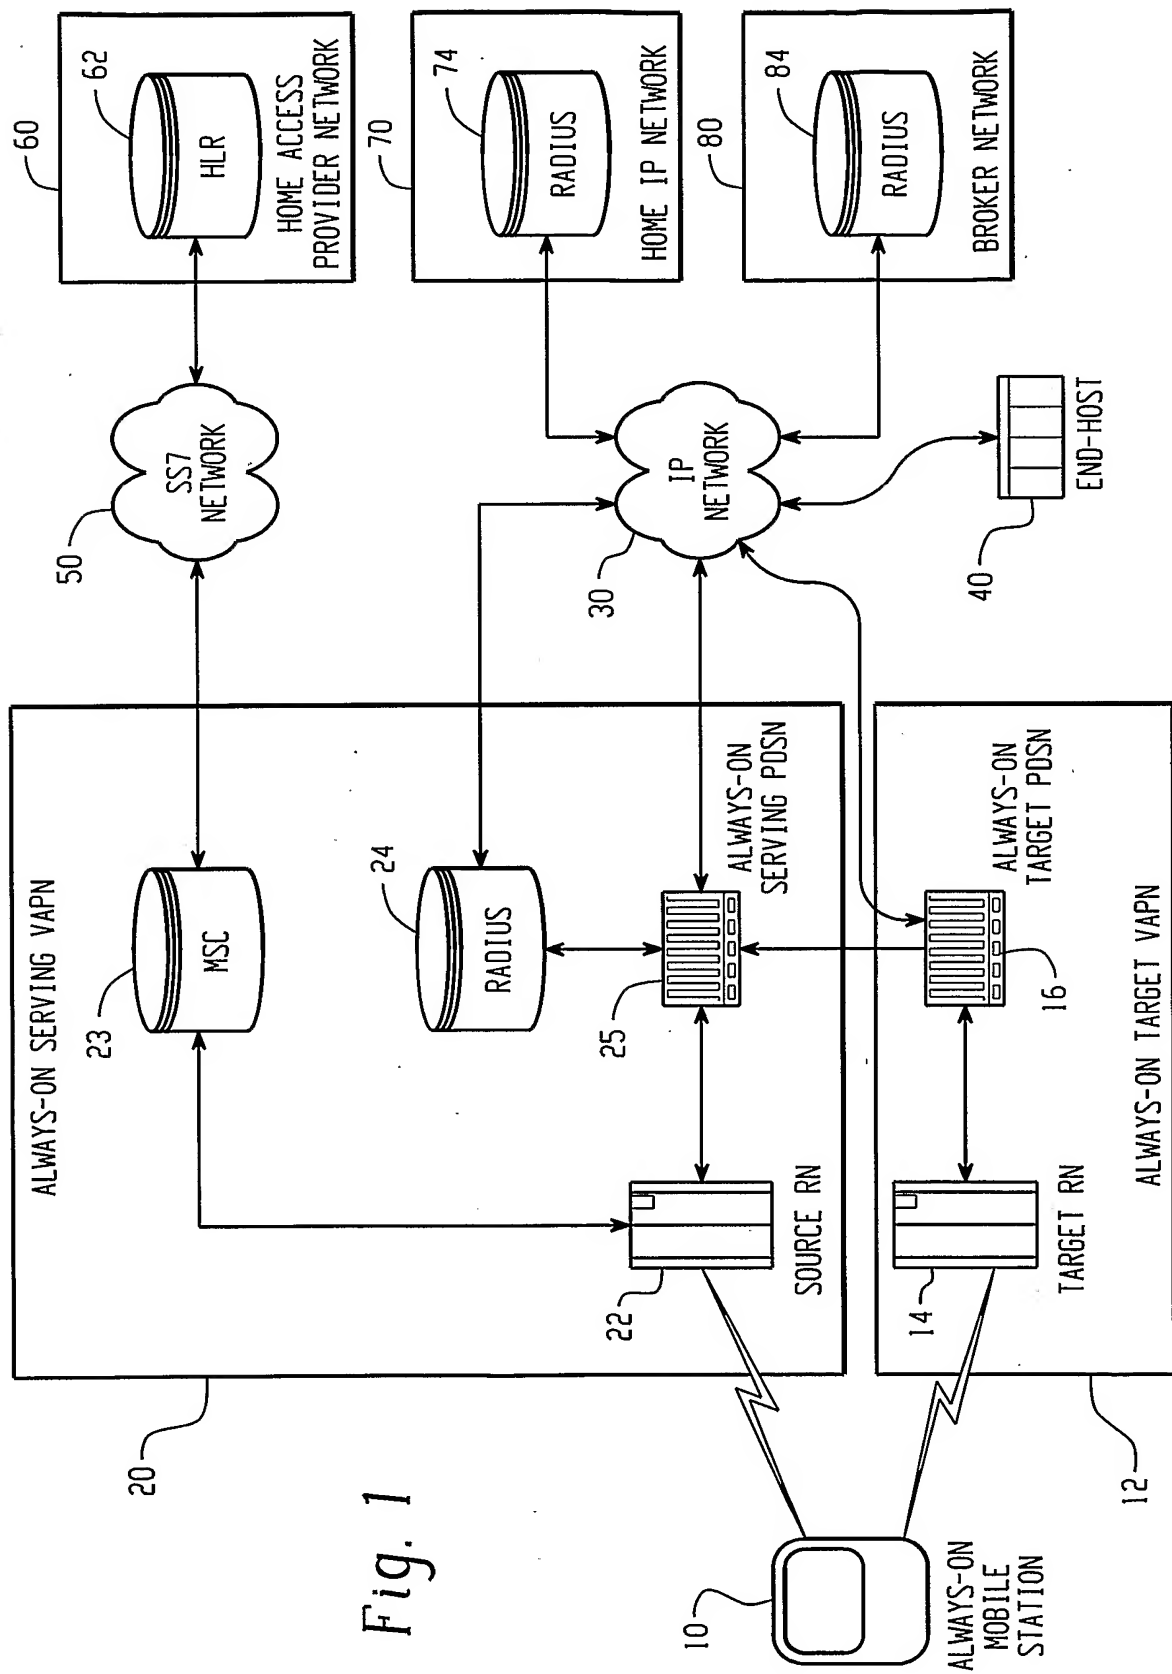 ALWAYS-ON SERVING VAPN
20
23
MSC
24
RADIUS
25
ALWAYS-ON
SERVING PDSN
22
SOURCE RN
50
SS7
NETWORK
60
62
HLR
HOME ACCESS
PROVIDER NETWORK
70
74
RADIUS
HOME IP NETWORK
80
84
RADIUS
BROKER NETWORK
30
IP
NETWORK
40
END-HOST
ALWAYS-ON
TARGET PDSN
16
14
TARGET RN
ALWAYS-ON TARGET VAPN
12
10
ALWAYS-ON
MOBILE
STATION
Fig. 1